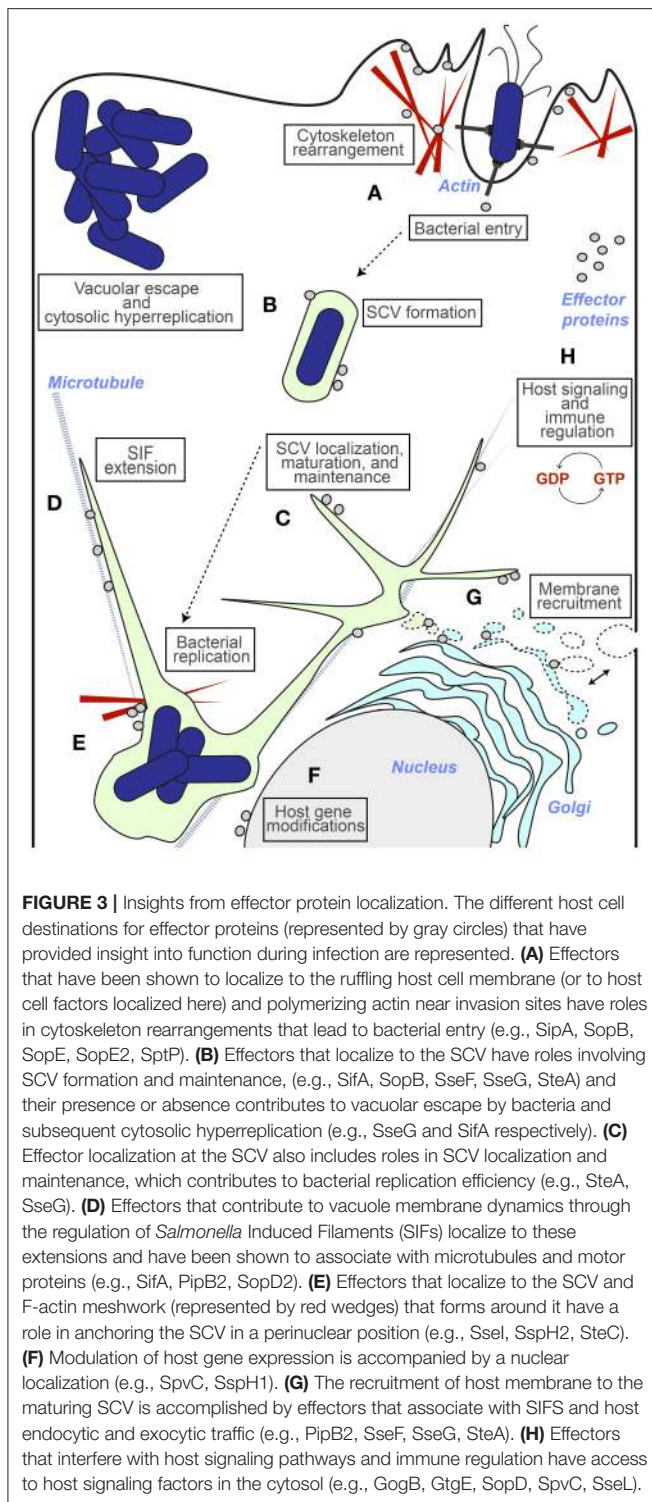 Cytoskeleton
rearrangement
A
Actin
Bacterial entry
Vacuolar escape
and
cytosolic hyperreplication
B
SCV formation
Effector
proteins
H
Microtubule
Host signaling
and
immune
regulation
SIF
extension
SCV localization,
maturation, and
maintenance
GDP
GTP
D
C
G
Membrane
recruitment
Bacterial
replication
E
F
Nucleus
Host gene
modifications
Golgi
FIGURE 3 | Insights from effector protein localization. The different host cell
destinations for effector proteins (represented by gray circles) that have
provided insight into function during infection are represented. (A) Effectors
that have been shown to localize to the ruffling host cell membrane (or to host
cell factors localized here) and polymerizing actin near invasion sites have roles
in cytoskeleton rearrangements that lead to bacterial entry (e.g., SipA, SopB,
SopE, SopE2, SptP). (B) Effectors that localize to the SCV have roles involving
SCV formation and maintenance, (e.g., SifA, SopB, SseF, SseG, SteA) and
their presence or absence contributes to vacuolar escape by bacteria and
subsequent cytosolic hyperreplication (e.g., SseG and SifA respectively). (C)
Effector localization at the SCV also includes roles in SCV localization and
maintenance, which contributes to bacterial replication efficiency (e.g., SteA,
SseG). (D) Effectors that contribute to vacuole membrane dynamics through
the regulation of Salmonella Induced Filaments (SIFs) localize to these
extensions and have been shown to associate with microtubules and motor
proteins (e.g., SifA, PipB2, SopD2). (E) Effectors that localize to the SCV and
F-actin meshwork (represented by red wedges) that forms around it have a
role in anchoring the SCV in a perinuclear position (e.g., SseI, SspH2, SteC).
(F) Modulation of host gene expression is accompanied by a nuclear
localization (e.g., SpvC, SspH1). (G) The recruitment of host membrane to the
maturing SCV is accomplished by effectors that associate with SIFS and host
endocytic and exocytic traffic (e.g., PipB2, SseF, SseG, SteA). (H) Effectors
that interfere with host signaling pathways and immune regulation have access
to host signaling factors in the cytosol (e.g., GogB, GtgE, SopD, SpvC, SseL).